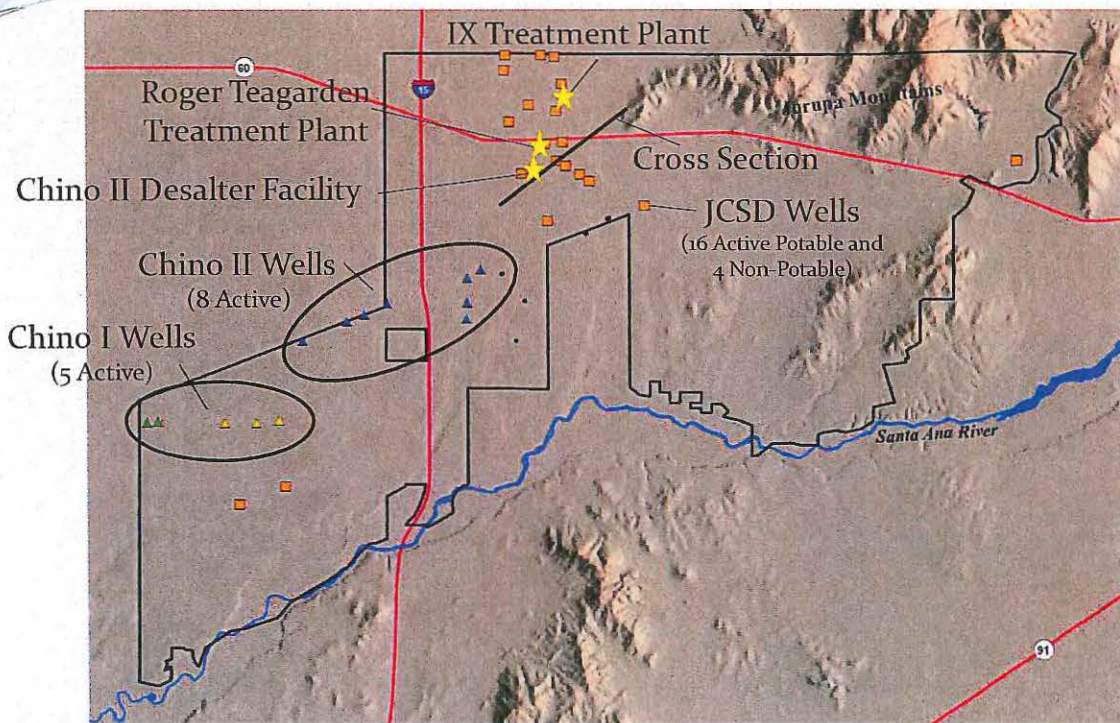 IX Treatment Plant
60
15
Roger Teagarden
Treatment Plant
Jurupa Mountains
Cross Section
Chino II Desalter Facility
JCSD Wells
(16 Active Potable and
4 Non-Potable)
Chino II Wells
(8 Active)
Chino I Wells
(5 Active)
Santa Ana River
91